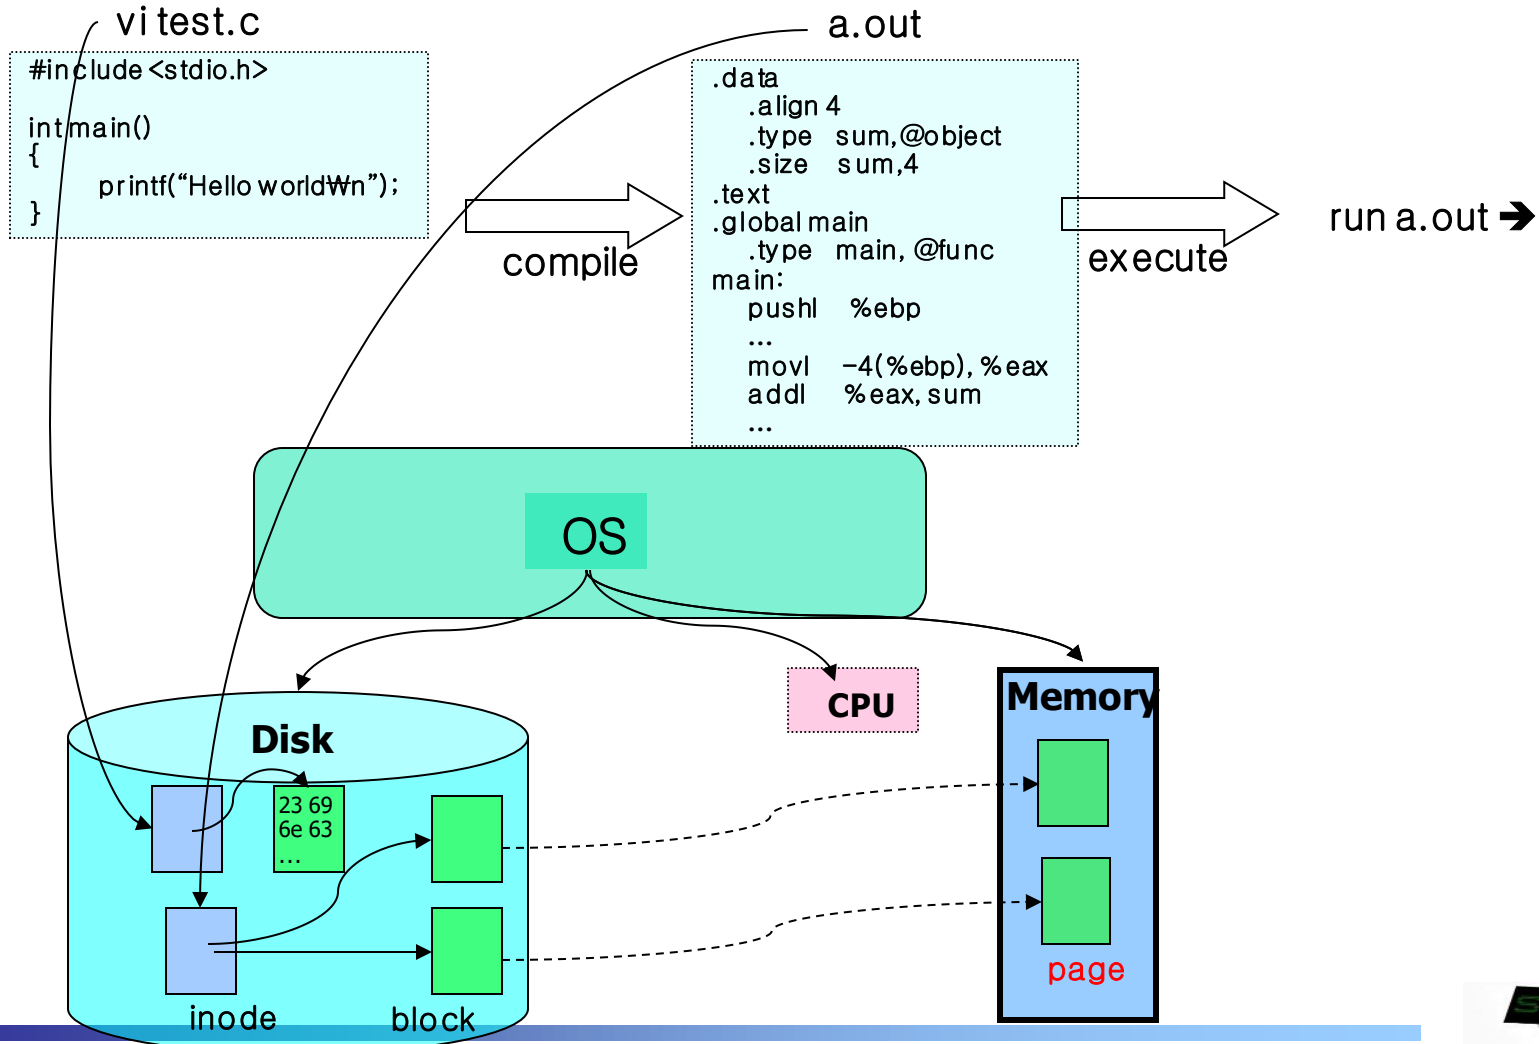 vi test.c
#include <stdio.h>
int main()
{
printf(“Hello world₩n”);
}
compile
a.out
.data
.align 4
.type sum,@object
.size sum,4
.text
.global main
.type main, @func
main:
pushl %ebp
...
movl -4(%ebp), %eax
addl %eax, sum
...
execute
run a.out ➔
OS
Disk
23 69
6e 63
...
inode
block
CPU
Memory
page